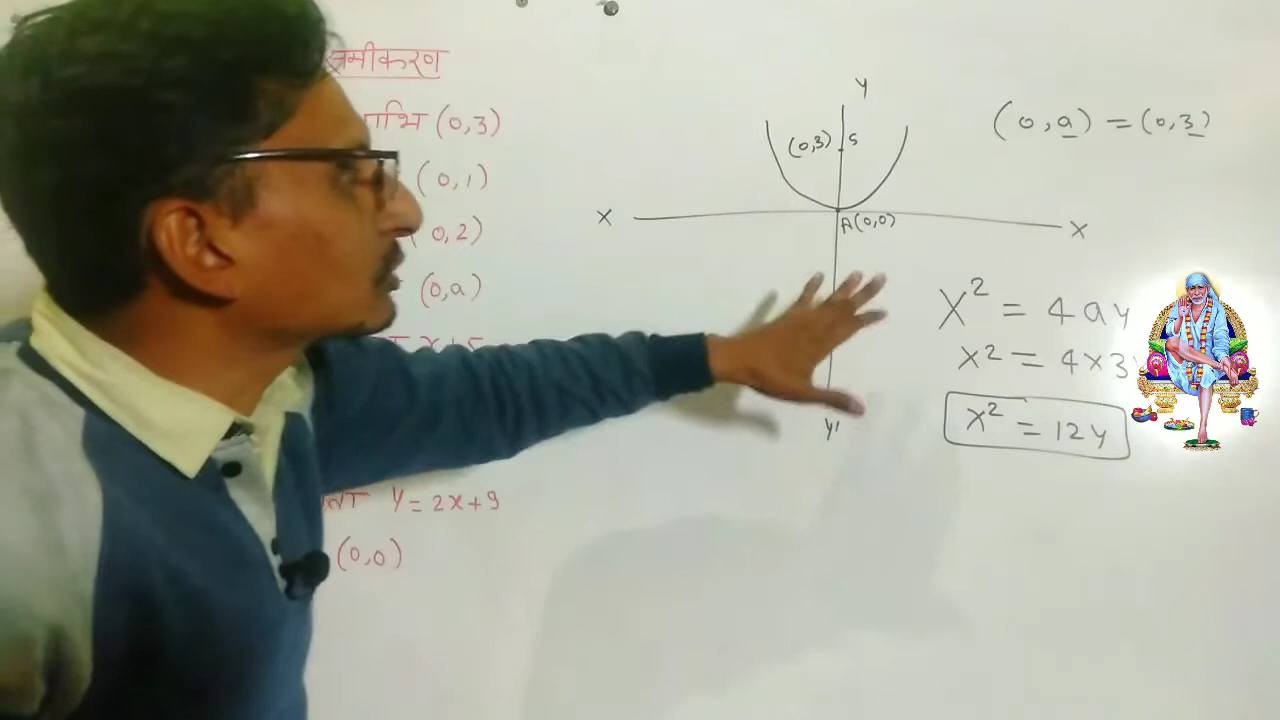 समीकरण
नाभि (0,3)
(0,1)
(0,2)
(0,a)
x+5
y=2x+9
(0,0)
Y
(0,3) S
X X
A(0,0)
Y'
(0,a) = (0,3)
X² = 4ay
x² = 4×3
x² = 12y